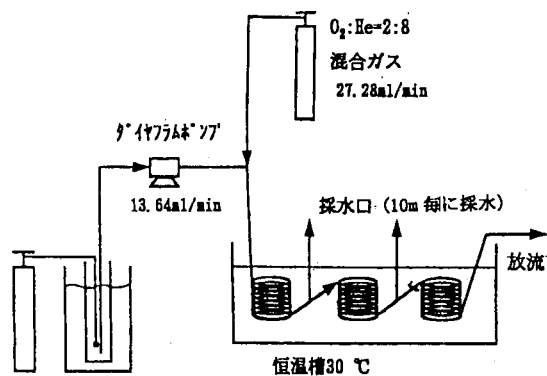 O₂:He=2:8
混合ガス
27.28ml/min
ダイヤフラムポンプ
13.64ml/min
採水口 (10m 毎に採水)
放流
恒温槽30 ℃